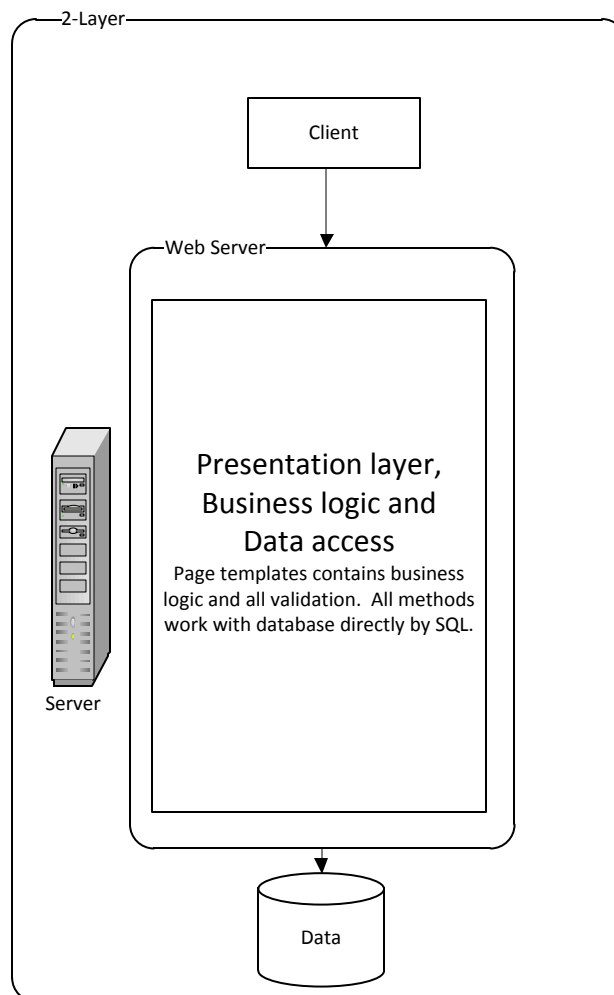 2-Layer
Client
Web Server
Presentation layer,
Business logic and
Data access
Page templates contains business
logic and all validation.  All methods
work with database directly by SQL.
Server
Data